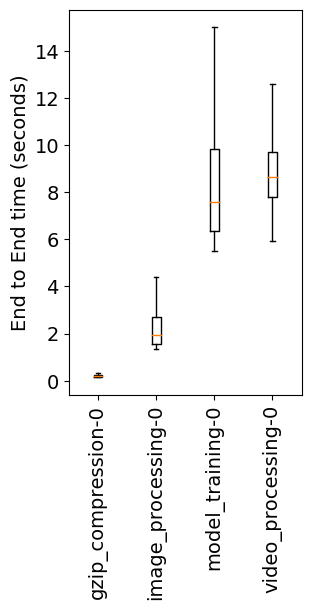 End to End time (seconds)
14
12
10
8
6
4
2
0
gzip_compression-0
image_processing-0
model_training-0
video_processing-0